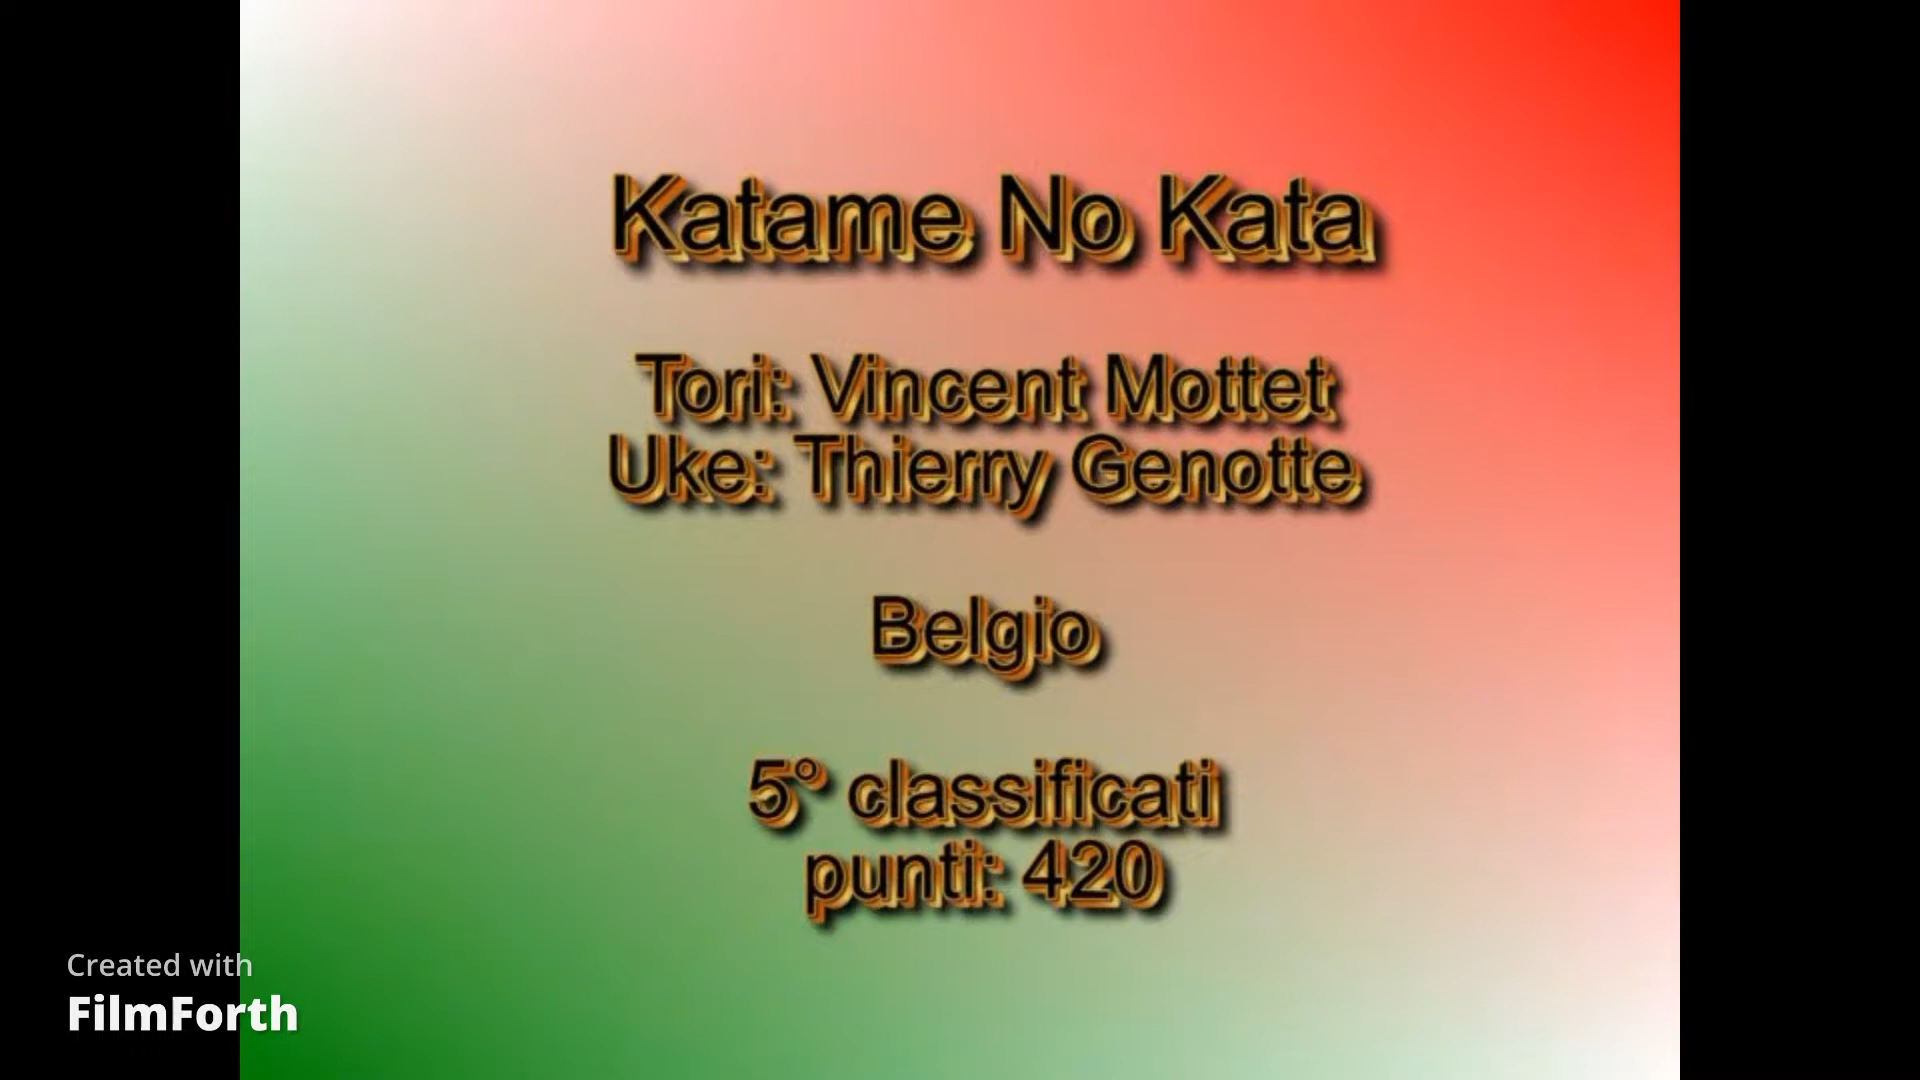 Katame No Kata
Tori: Vincent Mottet
Uke: Thierry Genotte
Belgio
5° classificati
punti: 420
Created with
FilmForth